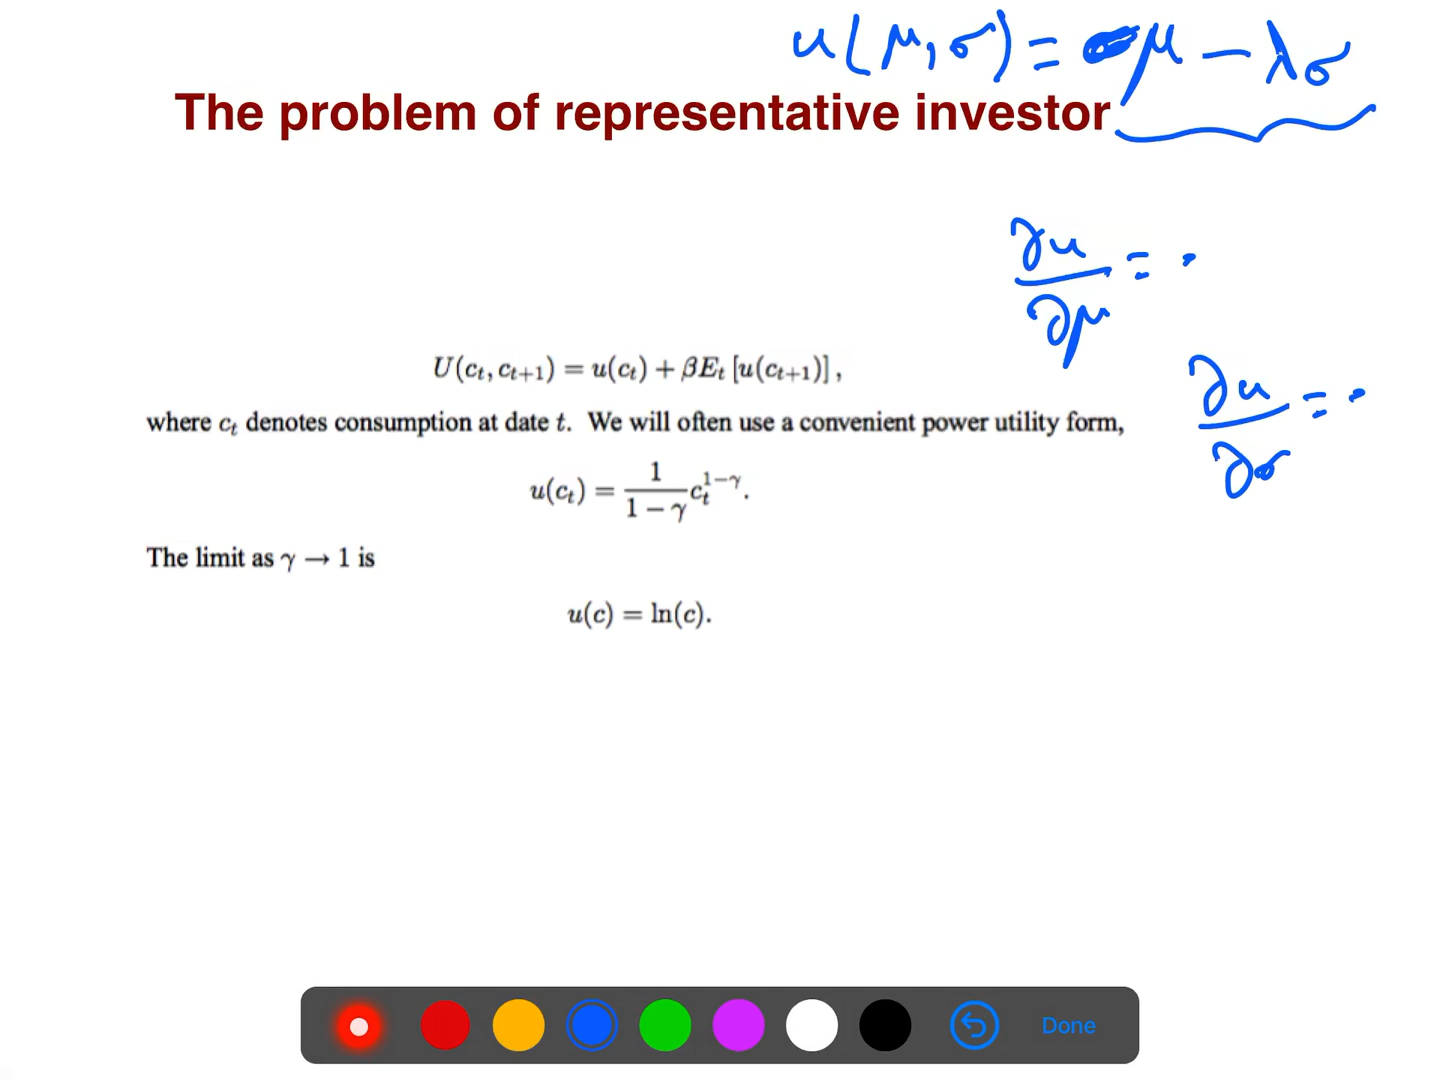 u(μ,σ) = μ − λσ
The problem of representative investor
∂u/∂μ = ·
U(c_t, c_{t+1}) = u(c_t) + βE_t [u(c_{t+1})],
∂u/∂σ = ·
where c_t denotes consumption at date t. We will often use a convenient power utility form,
u(c_t) = 1/(1 − γ) c_t^{1−γ}.
The limit as γ → 1 is
u(c) = ln(c).
Done